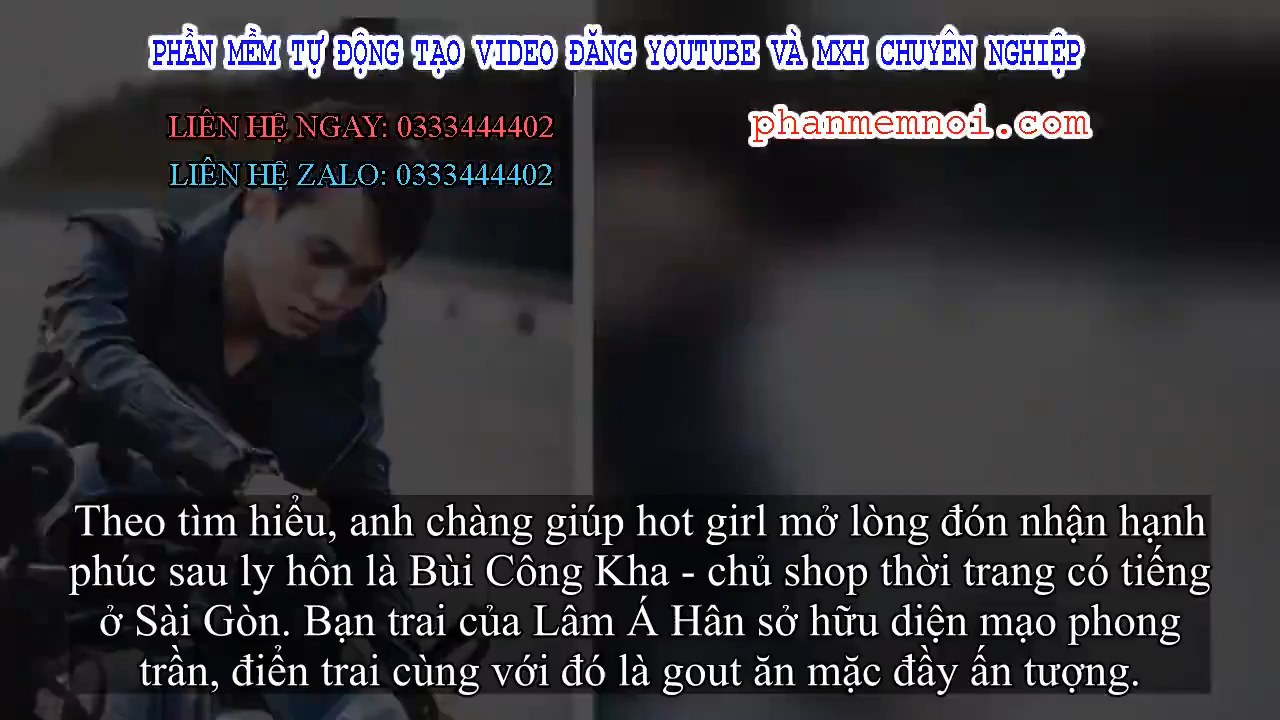 PHẦN MỀM TỰ ĐỘNG TẠO VIDEO ĐĂNG YOUTUBE VÀ MXH CHUYÊN NGHIỆP
LIÊN HỆ NGAY: 0333444402
phanmemnoi.com
LIÊN HỆ ZALO: 0333444402
Theo tìm hiểu, anh chàng giúp hot girl mở lòng đón nhận hạnh
phúc sau ly hôn là Bùi Công Kha - chủ shop thời trang có tiếng
ở Sài Gòn. Bạn trai của Lâm Á Hân sở hữu diện mạo phong
trần, điển trai cùng với đó là gout ăn mặc đầy ấn tượng.